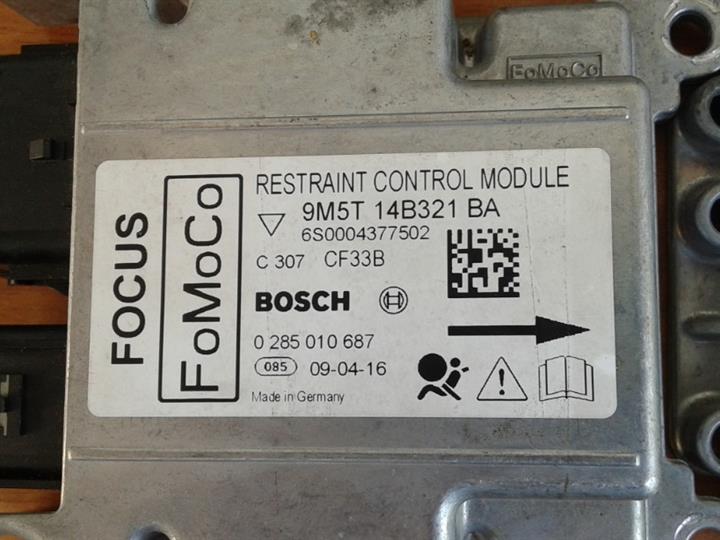 FoMoCo
FOCUS
FoMoCo
RESTRAINT CONTROL MODULE
9M5T 14B321 BA
6S0004377502
C 307 CF33B
BOSCH
0 285 010 687
085 09-04-16
Made in Germany